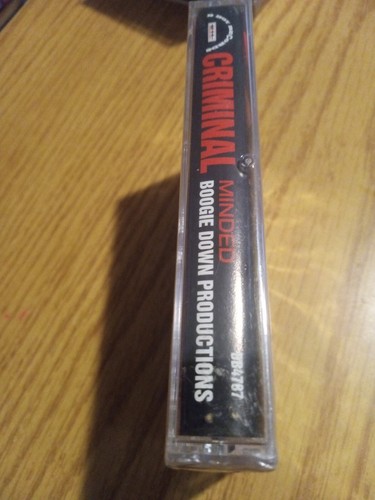 CRIMINAL
MINDED
BOOGIE DOWN PRODUCTIONS